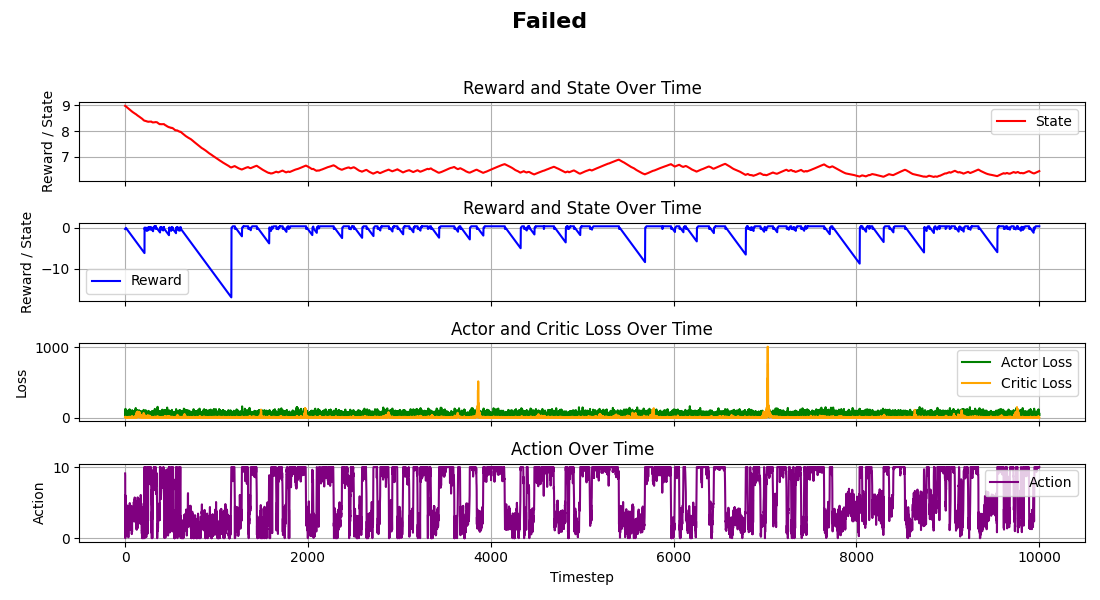 Failed
Reward and State Over Time
Reward / State
9
8
7
State
Reward and State Over Time
Reward / State
0
−10
Reward
Actor and Critic Loss Over Time
Loss
1000
0
Actor Loss
Critic Loss
Action Over Time
Action
10
0
Action
0 2000 4000 6000 8000 10000
Timestep